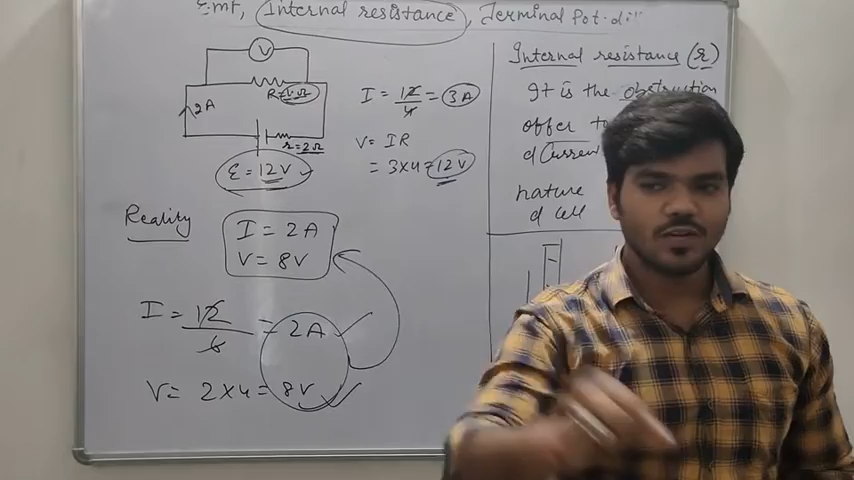 Emf, Internal resistance, Terminal Pot. diff
V
R=4Ω
2A
r=2Ω
ε = 12V
I = 12/4 = 3A
V = IR
= 3×4 = 12V
Reality
I = 2A
V = 8V
I = 12/6 = 2A
V = 2×4 = 8V
Internal resistance (r)
It is the obstruction
offer to
of Current
nature
of cell